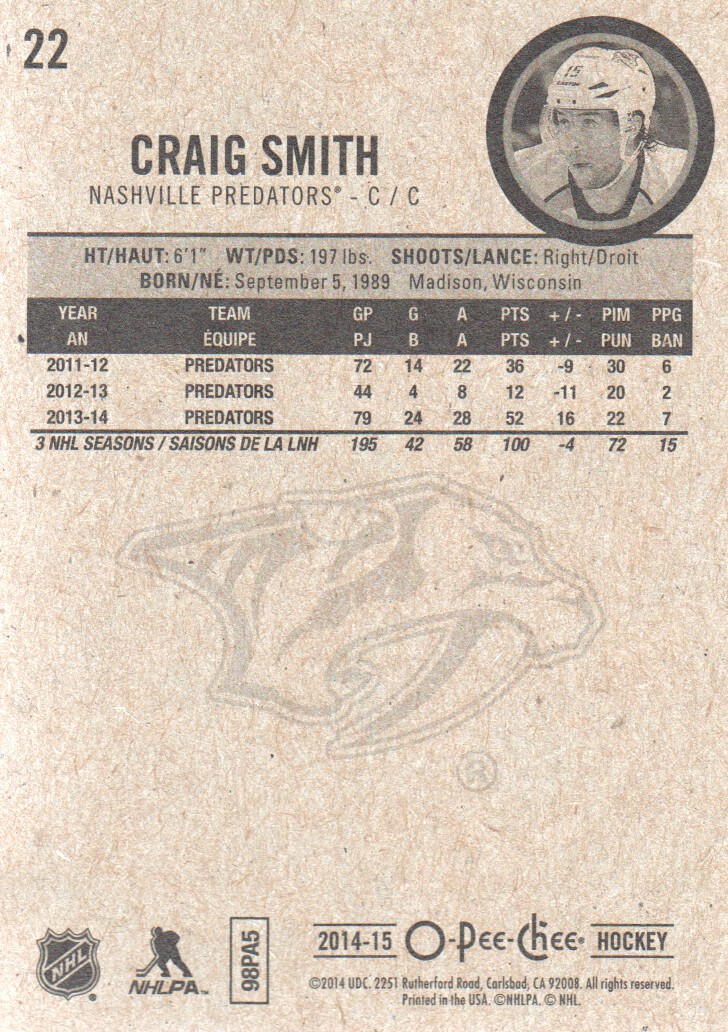 22
15
CRAIG SMITH
NASHVILLE PREDATORS® - C / C
HT/HAUT: 6'1" WT/PDS: 197 lbs. SHOOTS/LANCE: Right/Droit
BORN/NÉ: September 5, 1989 Madison, Wisconsin
YEAR TEAM GP G A PTS + / - PIM PPG
AN ÉQUIPE PJ B A PTS + / - PUN BAN
2011-12 PREDATORS 72 14 22 36 -9 30 6
2012-13 PREDATORS 44 4 8 12 -11 20 2
2013-14 PREDATORS 79 24 28 52 16 22 7
3 NHL SEASONS / SAISONS DE LA LNH 195 42 58 100 -4 72 15
®
NHL ®
NHLPA™
98PA5
2014-15 O-Pee-Chee® HOCKEY
©2014 UDC. 2251 Rutherford Road, Carlsbad, CA 92008. All rights reserved.
Printed in the USA. ©NHLPA. © NHL.